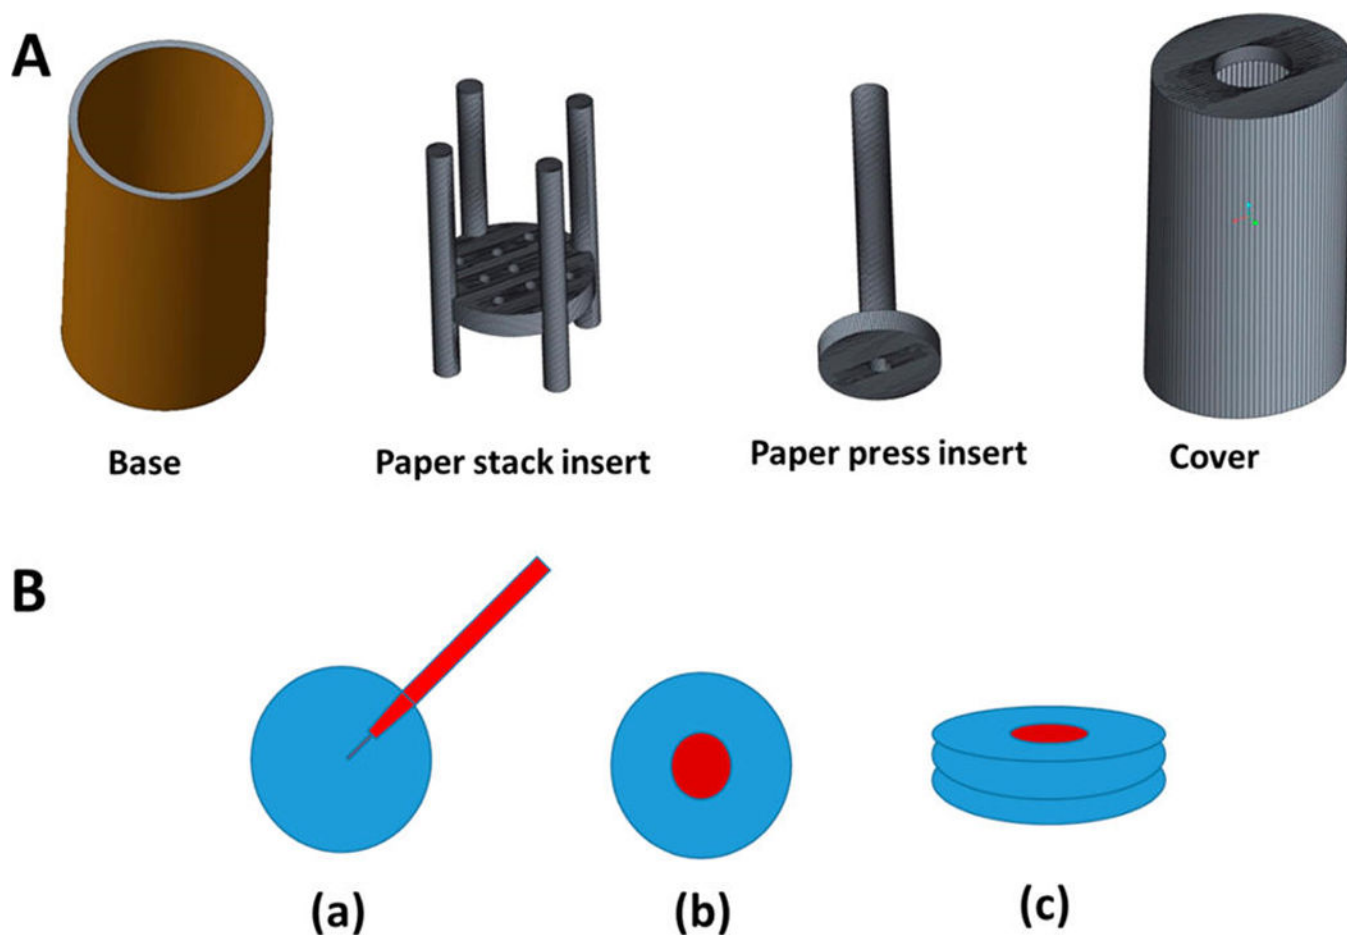 A
Base
Paper stack insert
Paper press insert
Cover
B
(a)
(b)
(c)